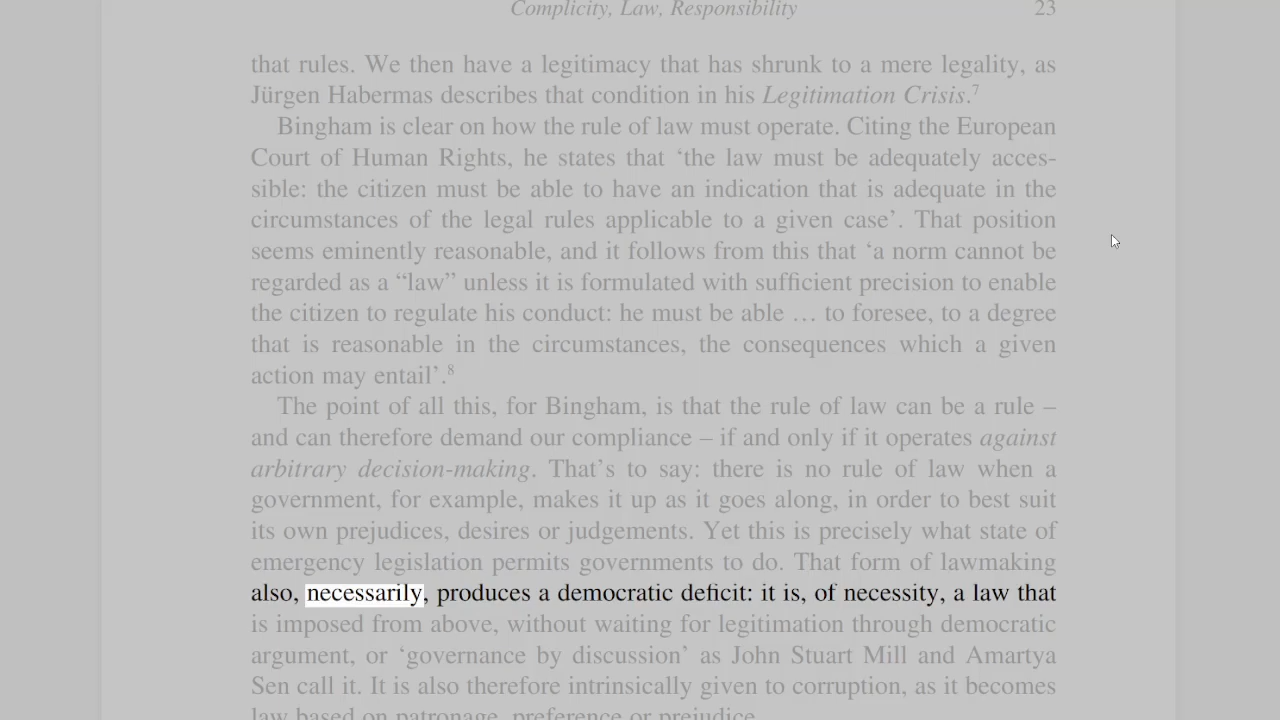 Complicity, Law, Responsibility 23
that rules. We then have a legitimacy that has shrunk to a mere legality, as
Jürgen Habermas describes that condition in his Legitimation Crisis.7
Bingham is clear on how the rule of law must operate. Citing the European
Court of Human Rights, he states that ‘the law must be adequately acces-
sible: the citizen must be able to have an indication that is adequate in the
circumstances of the legal rules applicable to a given case’. That position
seems eminently reasonable, and it follows from this that ‘a norm cannot be
regarded as a “law” unless it is formulated with sufficient precision to enable
the citizen to regulate his conduct: he must be able … to foresee, to a degree
that is reasonable in the circumstances, the consequences which a given
action may entail’.8
The point of all this, for Bingham, is that the rule of law can be a rule –
and can therefore demand our compliance – if and only if it operates against
arbitrary decision-making. That’s to say: there is no rule of law when a
government, for example, makes it up as it goes along, in order to best suit
its own prejudices, desires or judgements. Yet this is precisely what state of
emergency legislation permits governments to do. That form of lawmaking
also, necessarily, produces a democratic deficit: it is, of necessity, a law that
is imposed from above, without waiting for legitimation through democratic
argument, or ‘governance by discussion’ as John Stuart Mill and Amartya
Sen call it. It is also therefore intrinsically given to corruption, as it becomes
law based on patronage, preference or prejudice.